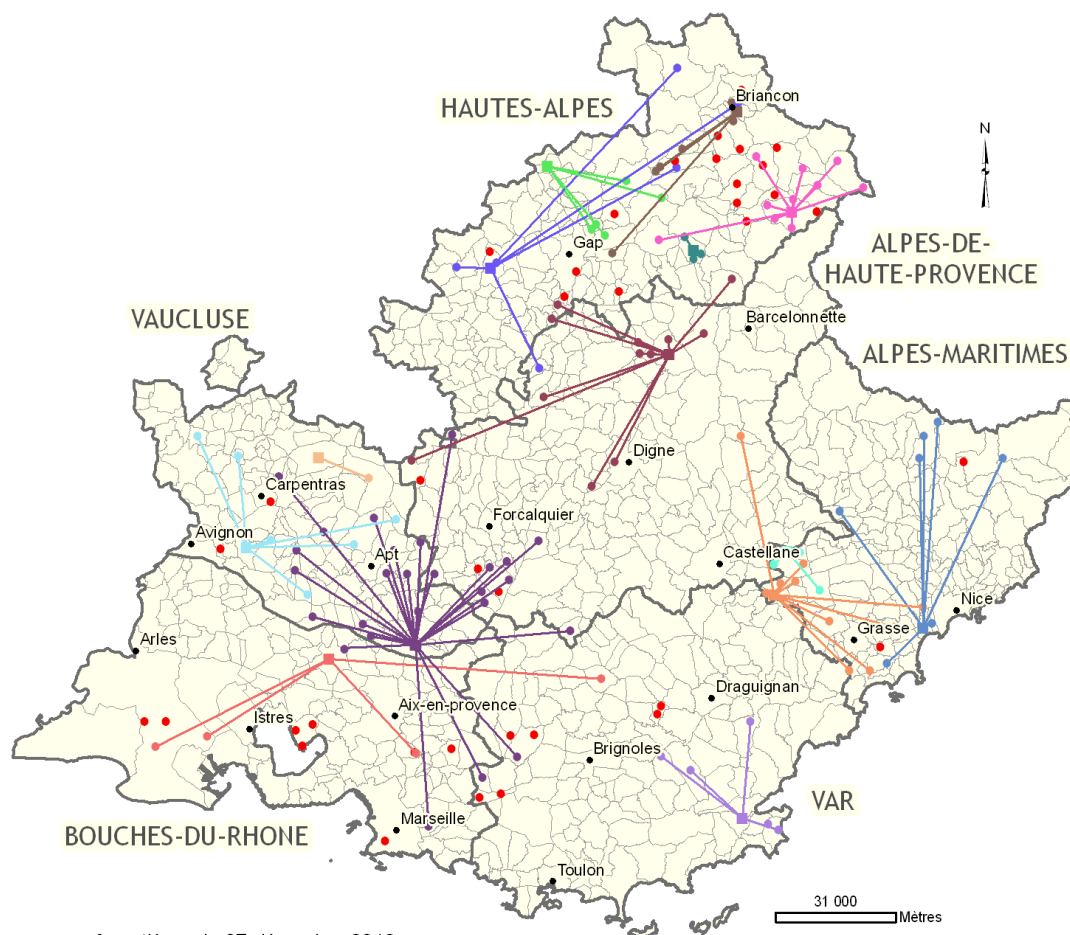 HAUTES-ALPES
Briançon
N
Gap
ALPES-DE-
HAUTE-PROVENCE
VAUCLUSE
Barcelonnette
ALPES-MARITIMES
Digne
Carpentras
Forcalquier
Avignon
Apt
Castellane
Nice
Grasse
Arles
Draguignan
Aix-en-provence
Istres
Brignoles
VAR
BOUCHES-DU-RHONE
Marseille
Toulon
31 000
Mètres